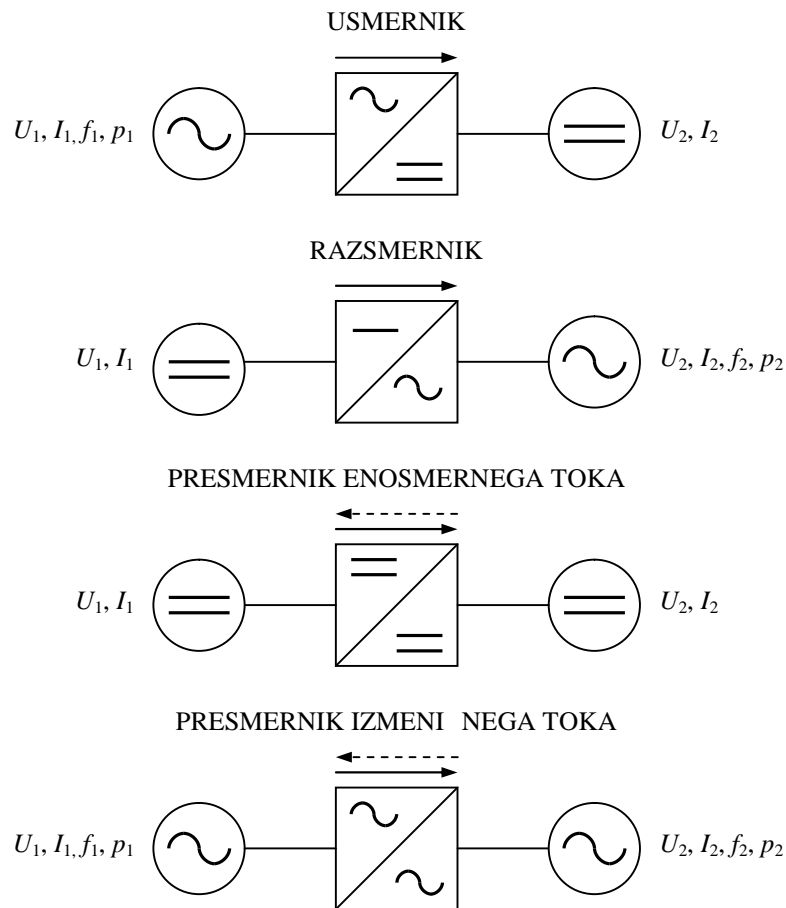 USMERNIK
U1, I1, f1, p1
U2, I2
RAZSMERNIK
U1, I1
U2, I2, f2, p2
PRESMERNIK ENOSMERNEGA TOKA
U1, I1
U2, I2
PRESMERNIK IZMENI NEGA TOKA
U1, I1, f1, p1
U2, I2, f2, p2